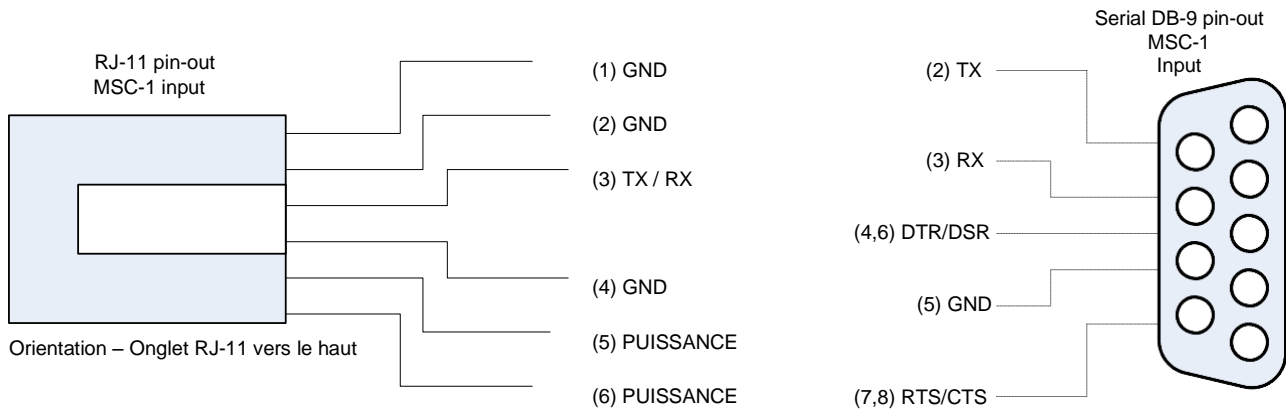 RJ-11 pin-out
MSC-1 input
(1) GND
(2) GND
(3) TX / RX
(4) GND
(5) PUISSANCE
(6) PUISSANCE
Orientation – Onglet RJ-11 vers le haut
Serial DB-9 pin-out
MSC-1
Input
(2) TX
(3) RX
(4,6) DTR/DSR
(5) GND
(7,8) RTS/CTS